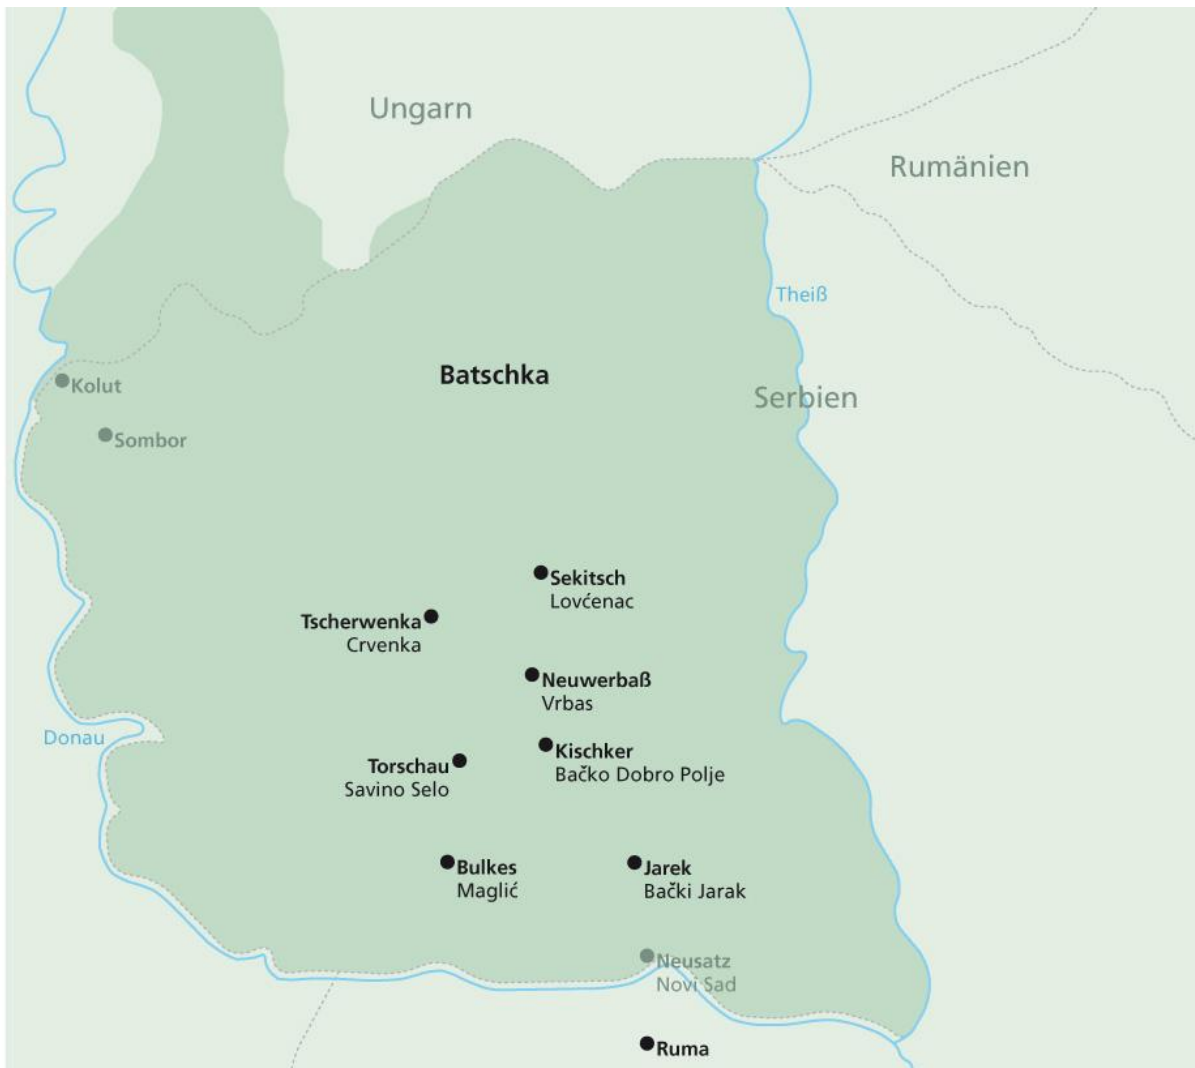 Ungarn
Rumänien
Theiß
Batschka
Kolut
Serbien
Sombor
Sekitsch
Lovćenac
Tscherwenka
Crvenka
Neuwerbaß
Vrbas
Donau
Kischker
Bačko Dobro Polje
Torschau
Savino Selo
Bulkes
Maglić
Jarek
Bački Jarak
Neusatz
Novi Sad
Ruma